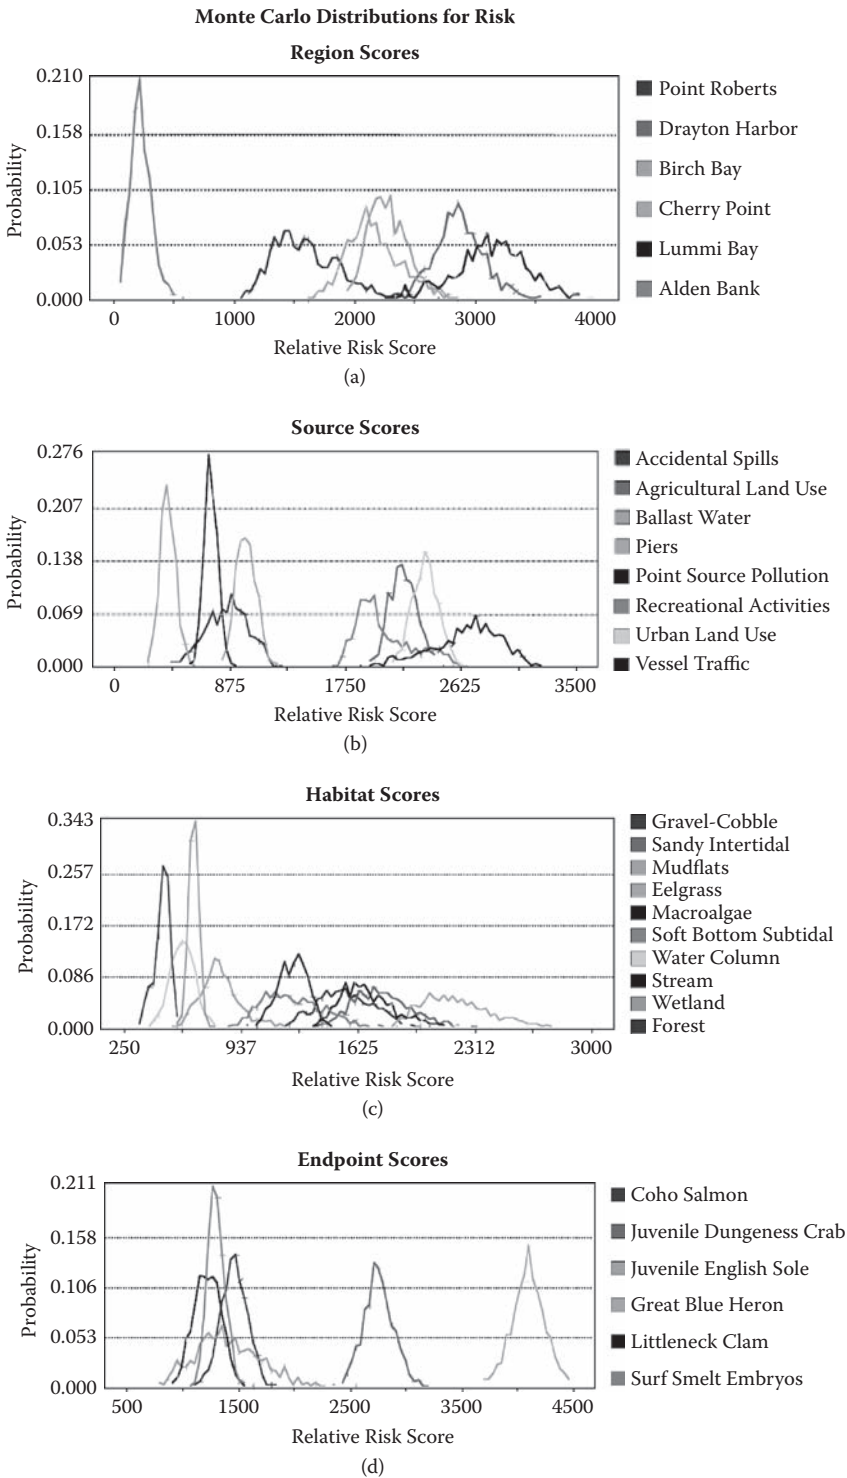 Monte Carlo Distributions for Risk
Region Scores
Probability
0.210
0.158
0.105
0.053
0.000
0 1000 2000 3000 4000
Relative Risk Score
(a)
Point Roberts
Drayton Harbor
Birch Bay
Cherry Point
Lummi Bay
Alden Bank
Source Scores
Probability
0.276
0.207
0.138
0.069
0.000
0 875 1750 2625 3500
Relative Risk Score
(b)
Accidental Spills
Agricultural Land Use
Ballast Water
Piers
Point Source Pollution
Recreational Activities
Urban Land Use
Vessel Traffic
Habitat Scores
Probability
0.343
0.257
0.172
0.086
0.000
250 937 1625 2312 3000
Relative Risk Score
(c)
Gravel-Cobble
Sandy Intertidal
Mudflats
Eelgrass
Macroalgae
Soft Bottom Subtidal
Water Column
Stream
Wetland
Forest
Endpoint Scores
Probability
0.211
0.158
0.106
0.053
0.000
500 1500 2500 3500 4500
Relative Risk Score
(d)
Coho Salmon
Juvenile Dungeness Crab
Juvenile English Sole
Great Blue Heron
Littleneck Clam
Surf Smelt Embryos